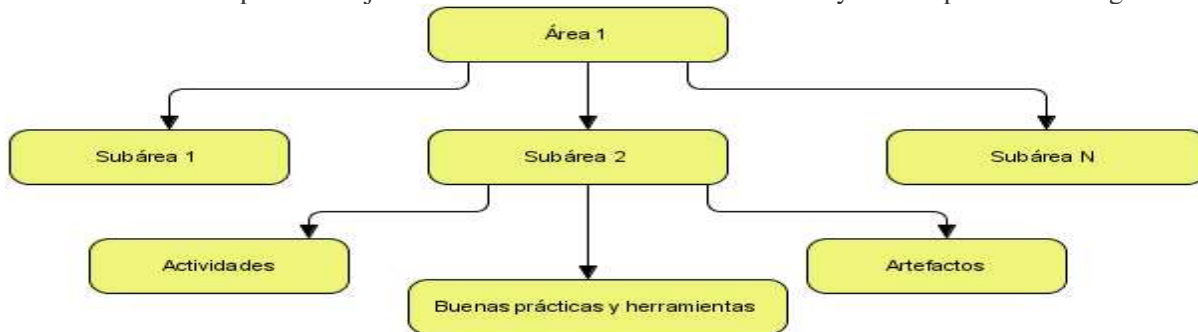 Área 1
Subárea 1
Subárea 2
Subárea N
Actividades
Artefactos
Buenas prácticas y herramientas